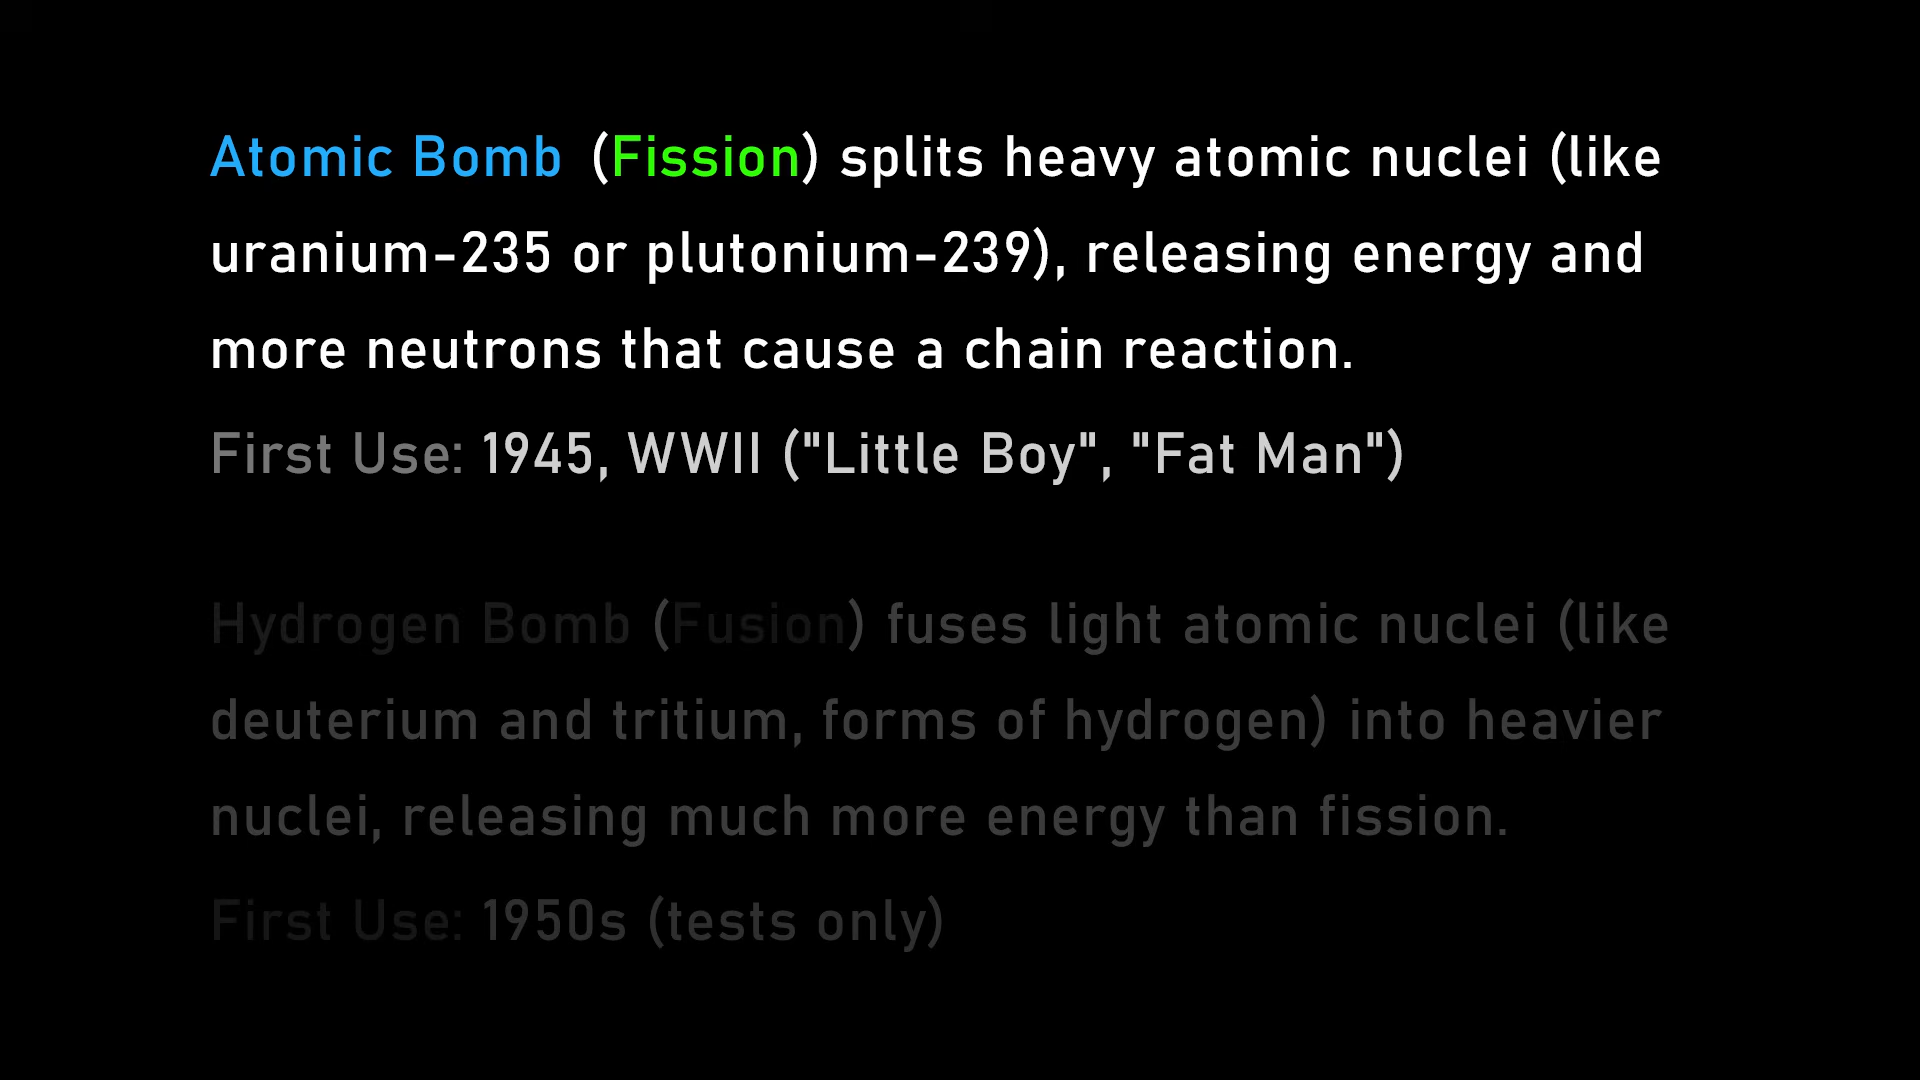 Atomic Bomb (Fission) splits heavy atomic nuclei (like
uranium-235 or plutonium-239), releasing energy and
more neutrons that cause a chain reaction.
First Use: 1945, WWII ("Little Boy", "Fat Man")
Hydrogen Bomb (Fusion) fuses light atomic nuclei (like
deuterium and tritium, forms of hydrogen) into heavier
nuclei, releasing much more energy than fission.
First Use: 1950s (tests only)